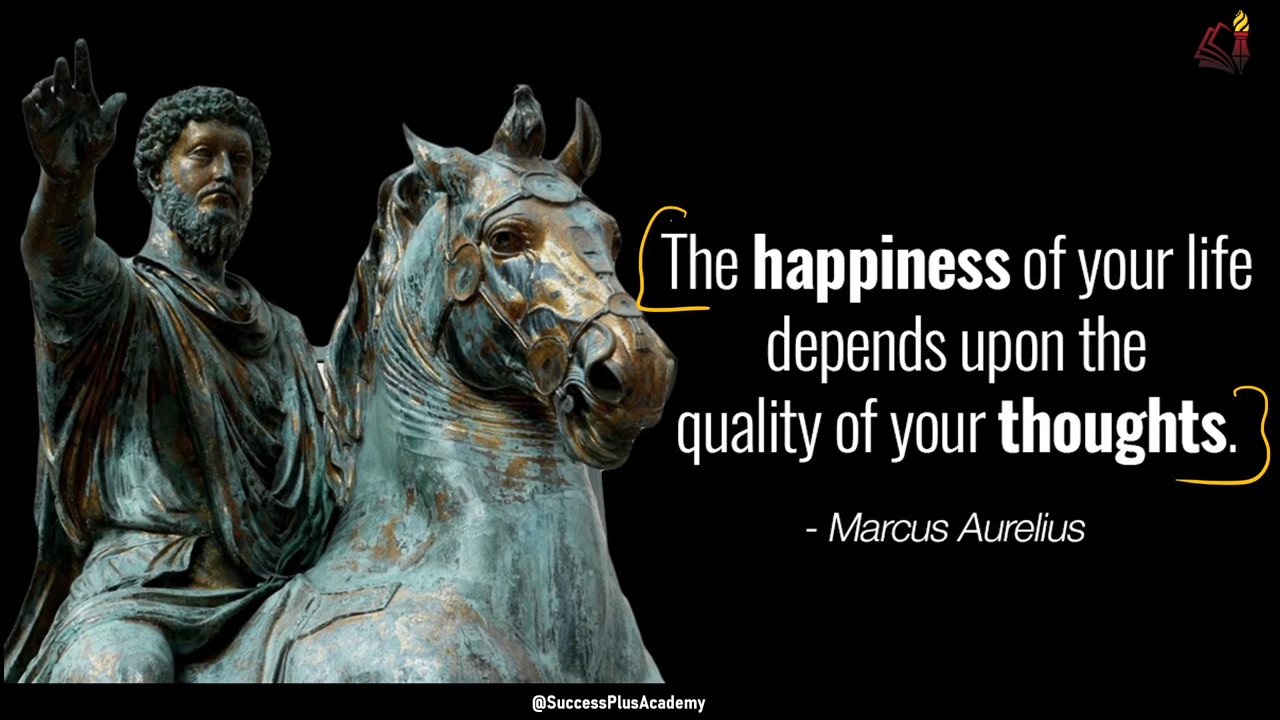 The happiness of your life
depends upon the
quality of your thoughts.
- Marcus Aurelius
@SuccessPlusAcademy